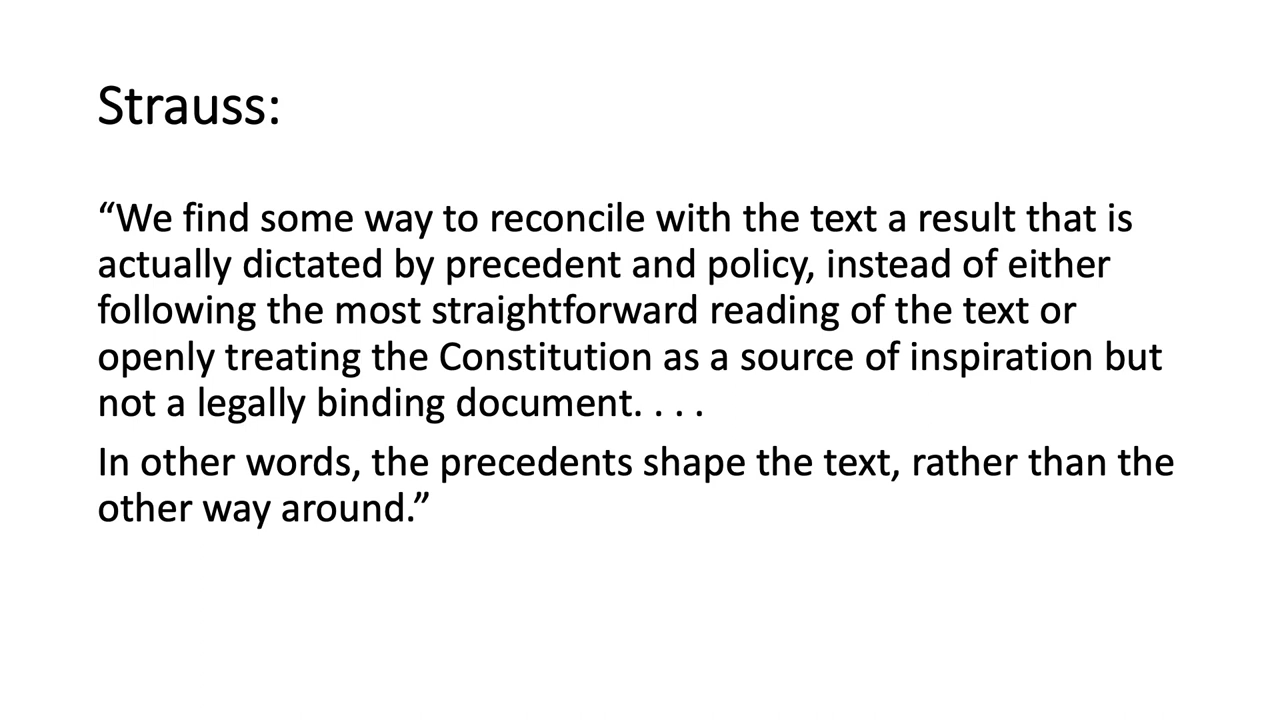 Strauss:
“We find some way to reconcile with the text a result that is
actually dictated by precedent and policy, instead of either
following the most straightforward reading of the text or
openly treating the Constitution as a source of inspiration but
not a legally binding document. . . .
In other words, the precedents shape the text, rather than the
other way around.”